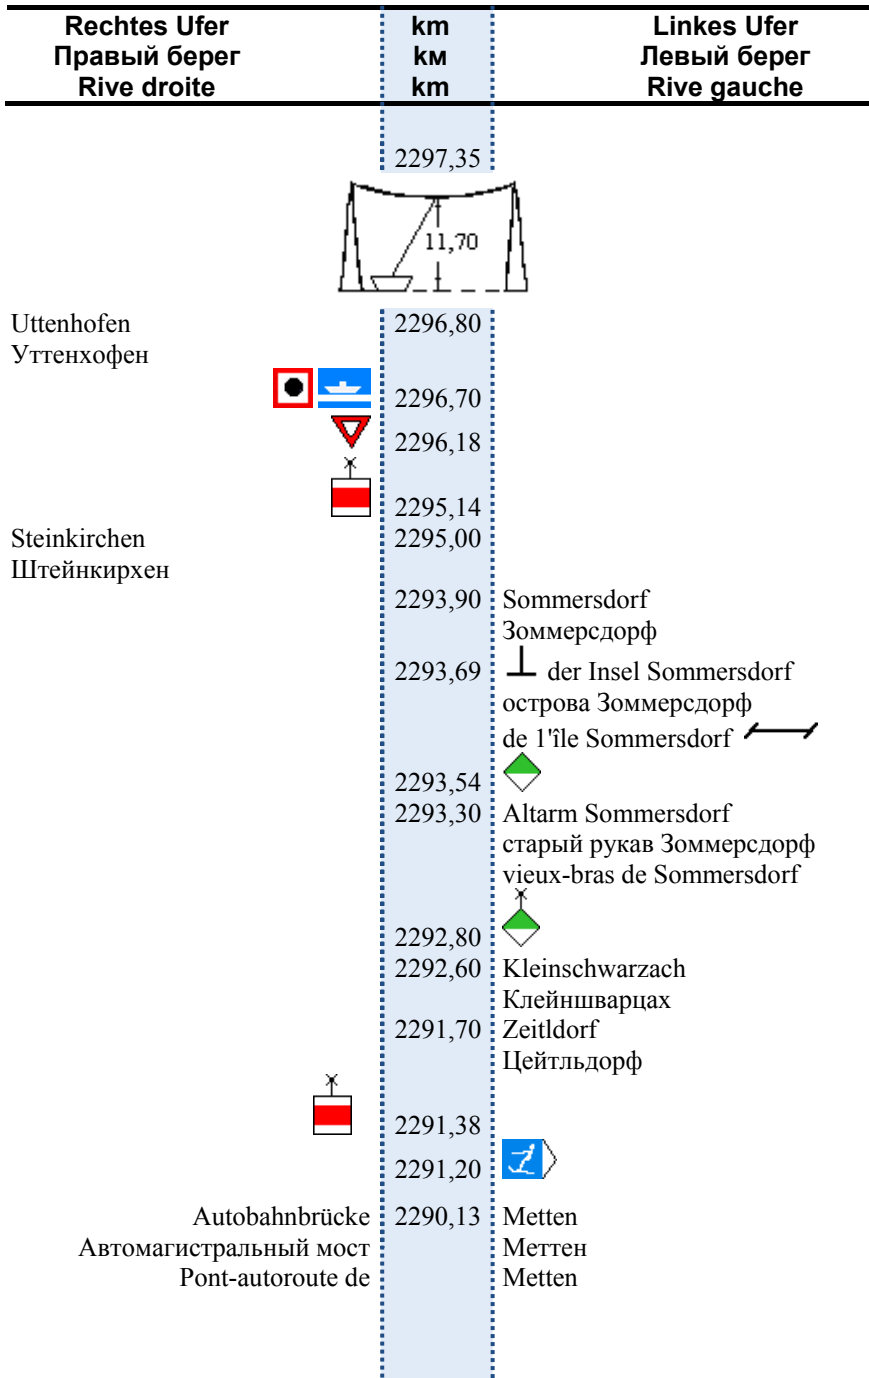 Rechtes Ufer km Linkes Ufer
Правый берег км Левый берег
Rive droite km Rive gauche
2297,35
11,70
Uttenhofen 2296,80
Уттенхофен
2296,70
2296,18
2295,14
Steinkirchen 2295,00
Штейнкирхен
2293,90 Sommersdorf
Зоммерсдорф
2293,69 der Insel Sommersdorf
острова Зоммерсдорф
de 1'île Sommersdorf
2293,54
2293,30 Altarm Sommersdorf
старый рукав Зоммерсдорф
vieux-bras de Sommersdorf
2292,80
2292,60 Kleinschwarzach
Клейншварцах
2291,70 Zeitldorf
Цейтльдорф
2291,38
2291,20
Autobahnbrücke 2290,13 Metten
Автомагистральный мост Меттен
Pont-autoroute de Metten